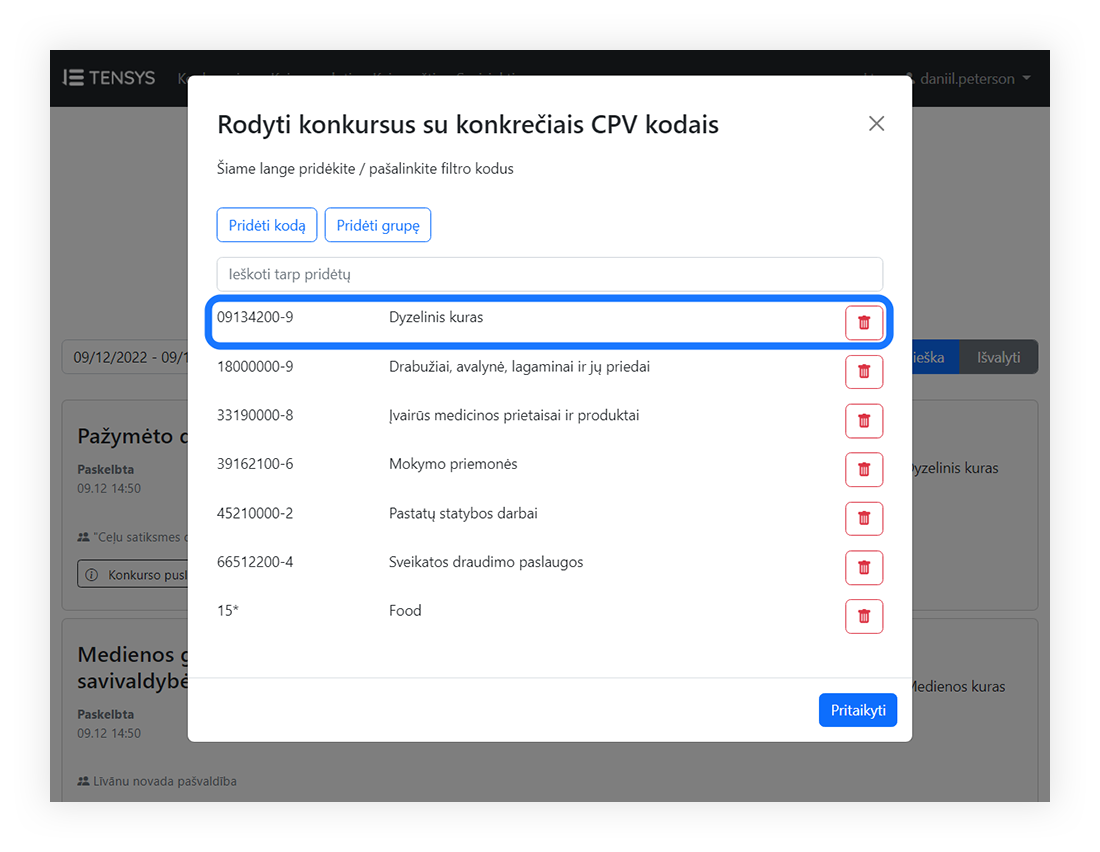 TENSYS
daniil.peterson
Rodyti konkursus su konkrečiais CPV kodais
Šiame lange pridėkite / pašalinkite filtro kodus
Pridėti kodą Pridėti grupę
Ieškoti tarp pridėtų
09134200-9 Dyzelinis kuras
18000000-9 Drabužiai, avalynė, lagaminai ir jų priedai
33190000-8 Įvairūs medicinos prietaisai ir produktai
39162100-6 Mokymo priemonės
45210000-2 Pastatų statybos darbai
66512200-4 Sveikatos draudimo paslaugos
15* Food
Pritaikyti
09/12/2022 - 09/1
ieška Išvalyti
Pažymėto d
Paskelbta
09.12 14:50
Dyzelinis kuras
"Ceļu satiksmes d
Konkurso pusl
Medienos g
savivaldybė
Paskelbta
09.12 14:50
Medienos kuras
Līvānu novada pašvaldība